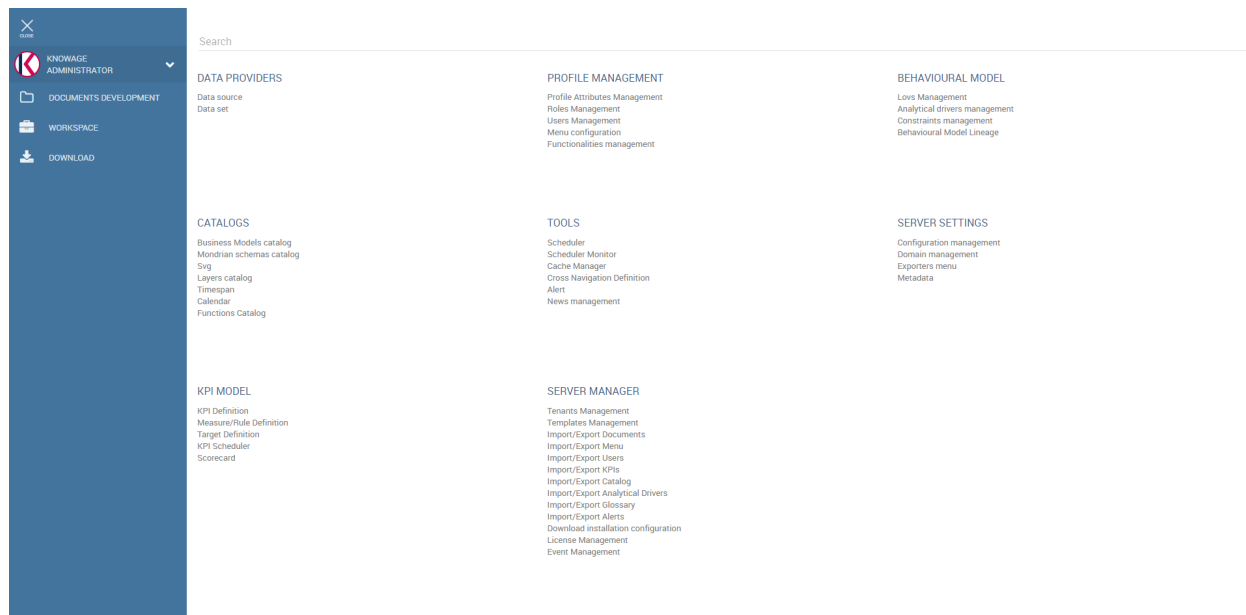 CLOSE
KNOWAGE
ADMINISTRATOR
DOCUMENTS DEVELOPMENT
WORKSPACE
DOWNLOAD
Search
DATA PROVIDERS
Data source
Data set
PROFILE MANAGEMENT
Profile Attributes Management
Roles Management
Users Management
Menu configuration
Functionalities management
BEHAVIOURAL MODEL
Lovs Management
Analytical drivers management
Constraints management
Behavioural Model Lineage
CATALOGS
Business Models catalog
Mondrian schemas catalog
Svg
Layers catalog
Timespan
Calendar
Functions Catalog
TOOLS
Scheduler
Scheduler Monitor
Cache Manager
Cross Navigation Definition
Alert
News management
SERVER SETTINGS
Configuration management
Domain management
Exporters menu
Metadata
KPI MODEL
KPI Definition
Measure/Rule Definition
Target Definition
KPI Scheduler
Scorecard
SERVER MANAGER
Tenants Management
Templates Management
Import/Export Documents
Import/Export Menu
Import/Export Users
Import/Export KPIs
Import/Export Catalog
Import/Export Analytical Drivers
Import/Export Glossary
Import/Export Alerts
Download installation configuration
License Management
Event Management